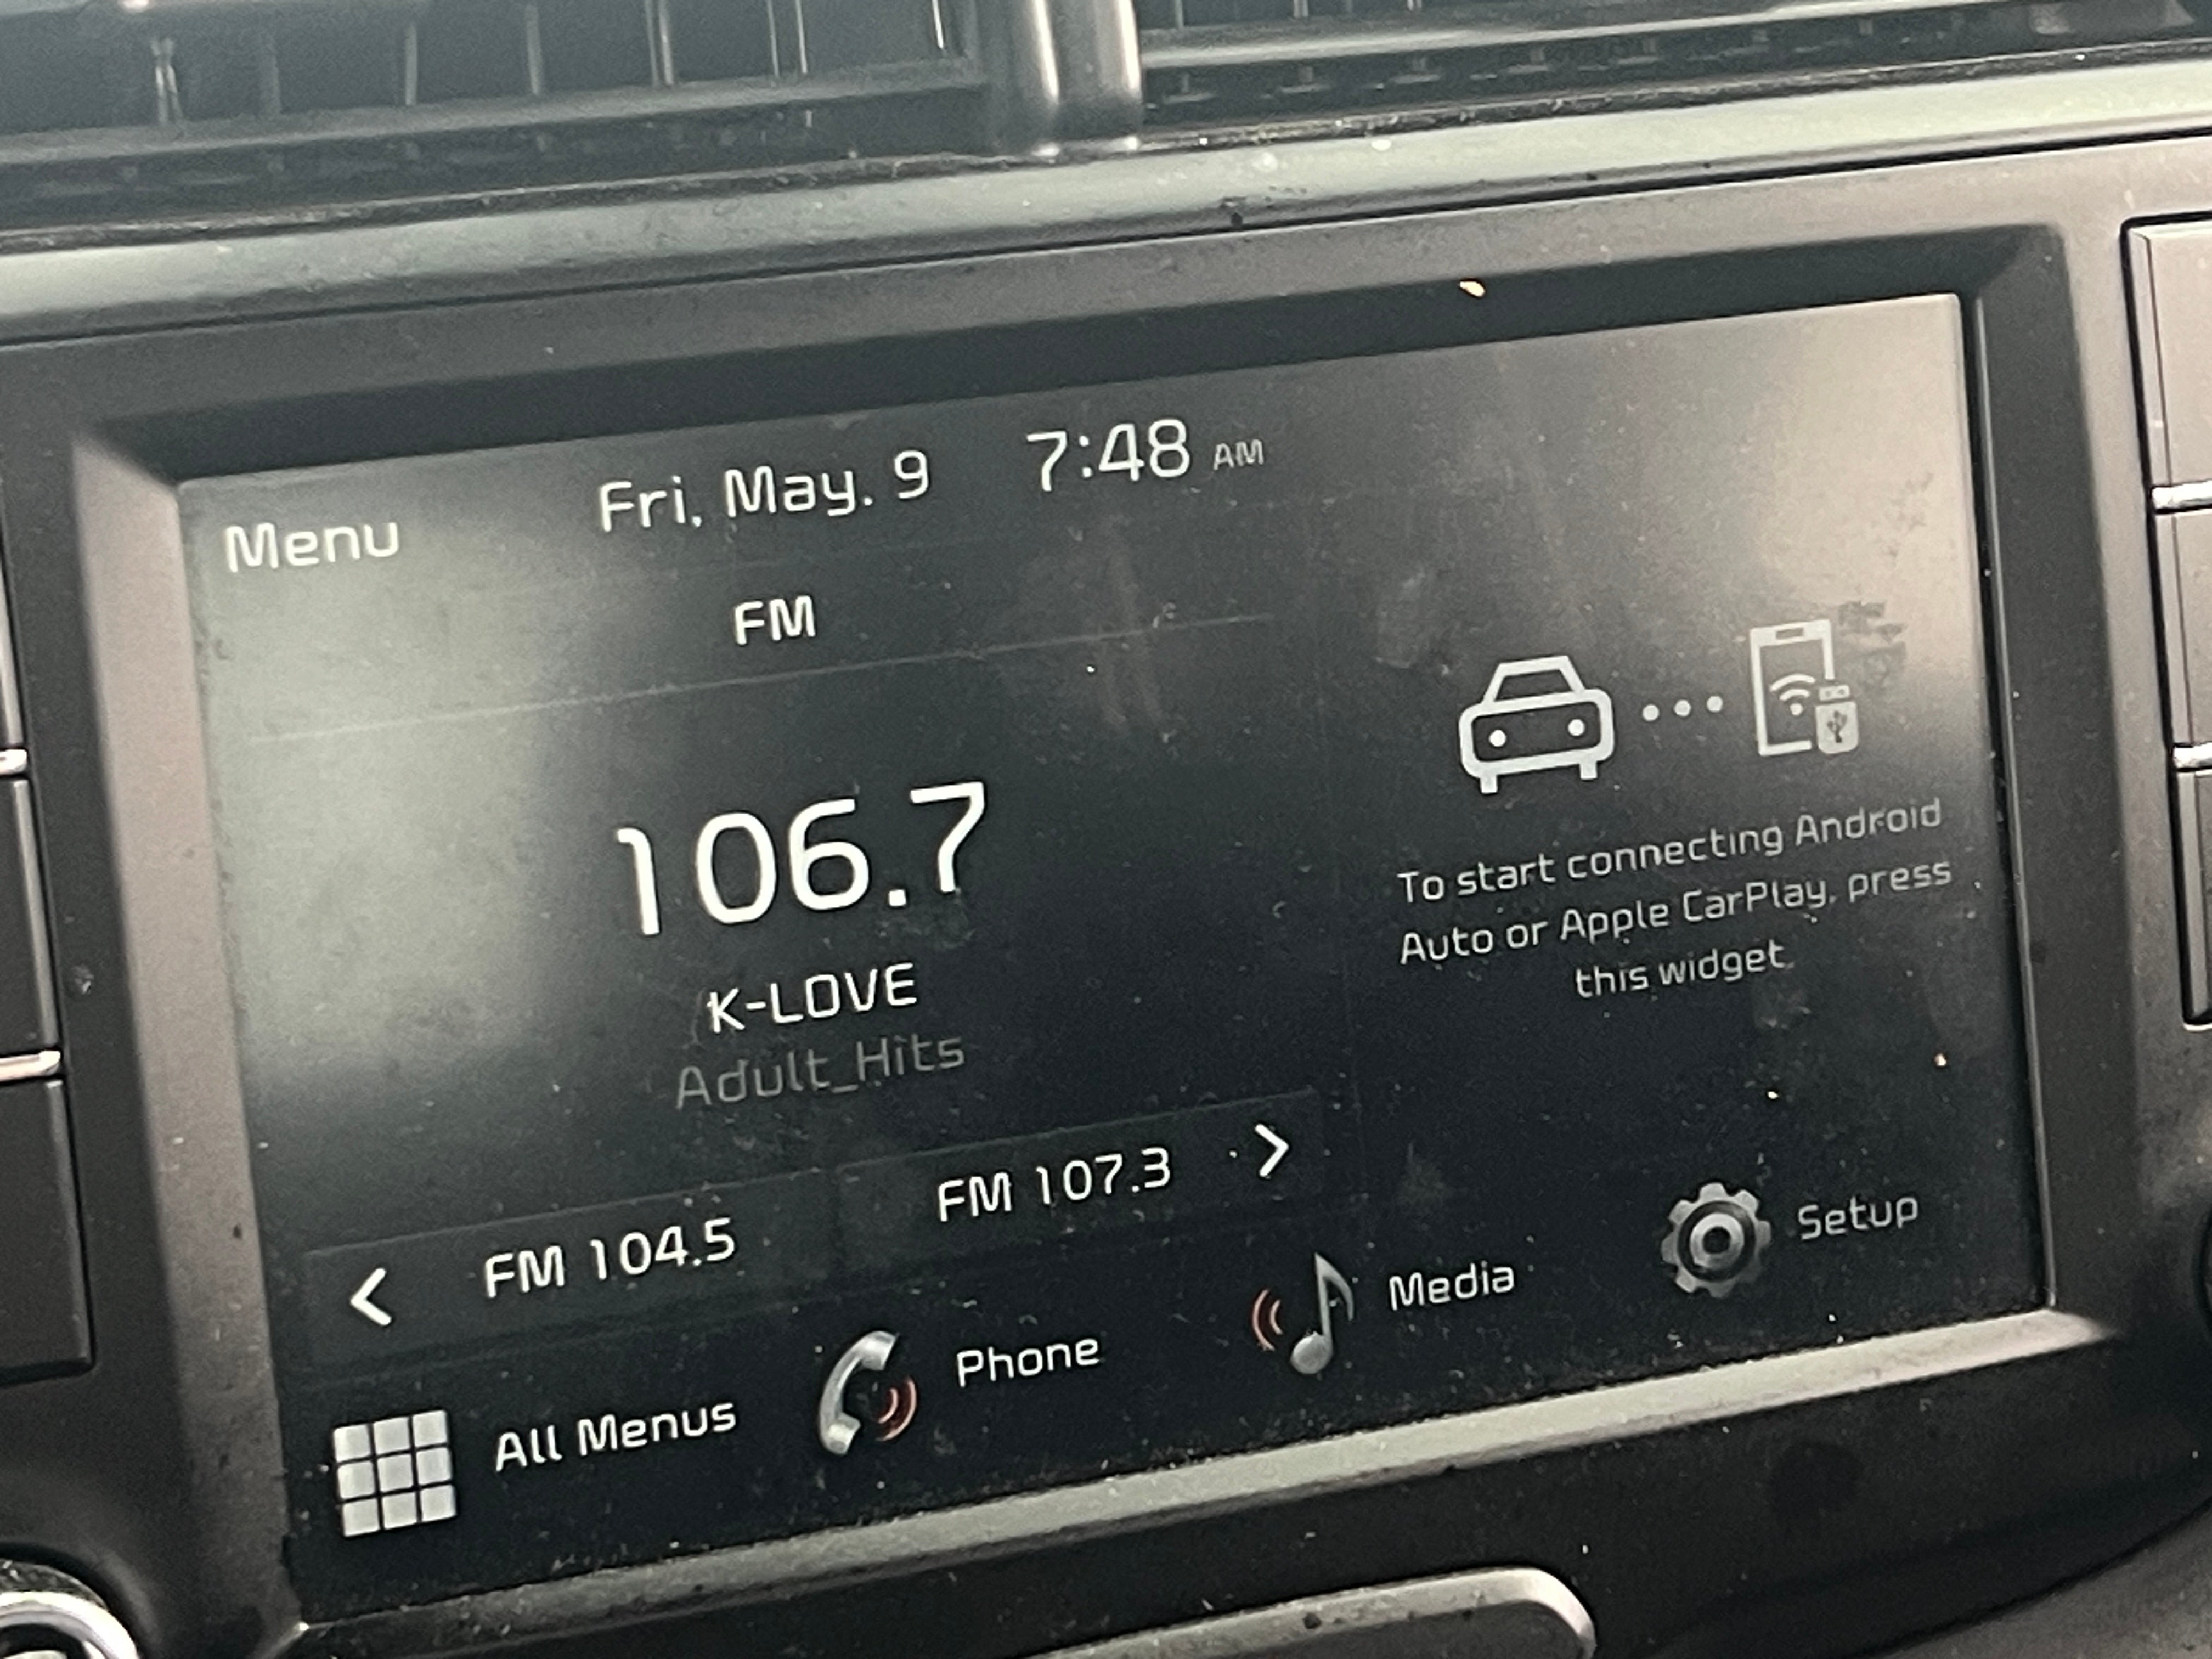 Menu
Fri, May. 9
7:48 AM
FM
106.7
K-LOVE
Adult_Hits
FM 104.5
FM 107.3
To start connecting Android
Auto or Apple CarPlay, press
this widget.
All Menus
Phone
Media
Setup